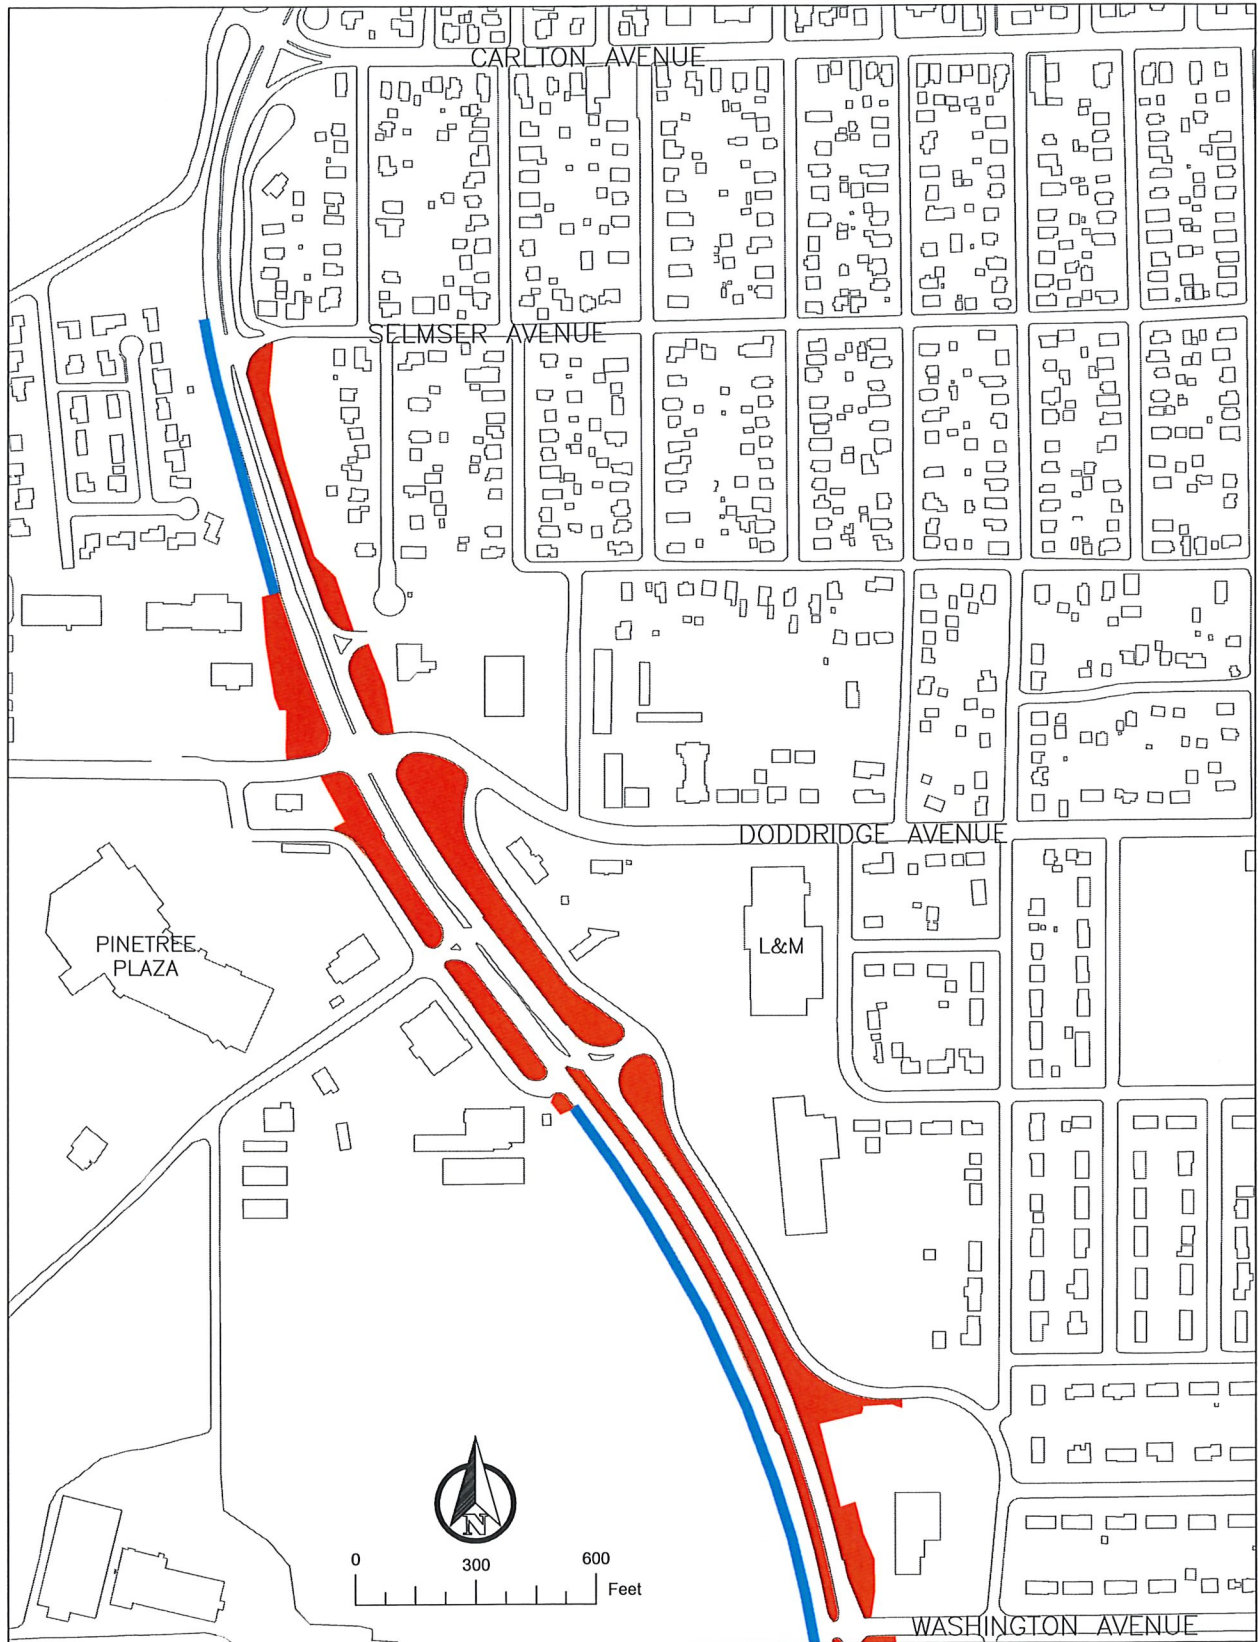 CARLTON AVENUE
SELMSER AVENUE
DODDRIDGE AVENUE
PINETREE
PLAZA
L&M
N
0 300 600
Feet
WASHINGTON AVENUE